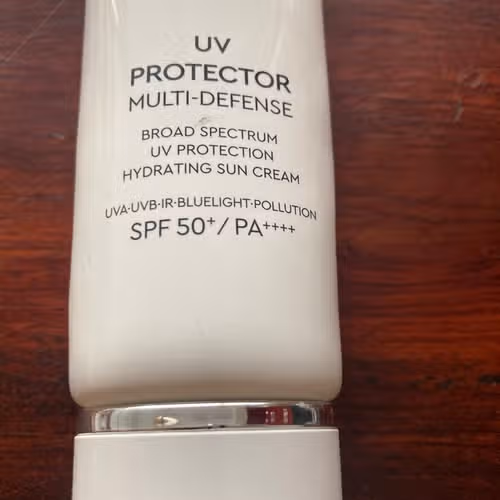 UV
PROTECTOR
MULTI-DEFENSE
BROAD SPECTRUM
UV PROTECTION
HYDRATING SUN CREAM
UVA·UVB·IR·BLUELIGHT·POLLUTION
SPF 50⁺/ PA⁺⁺⁺⁺